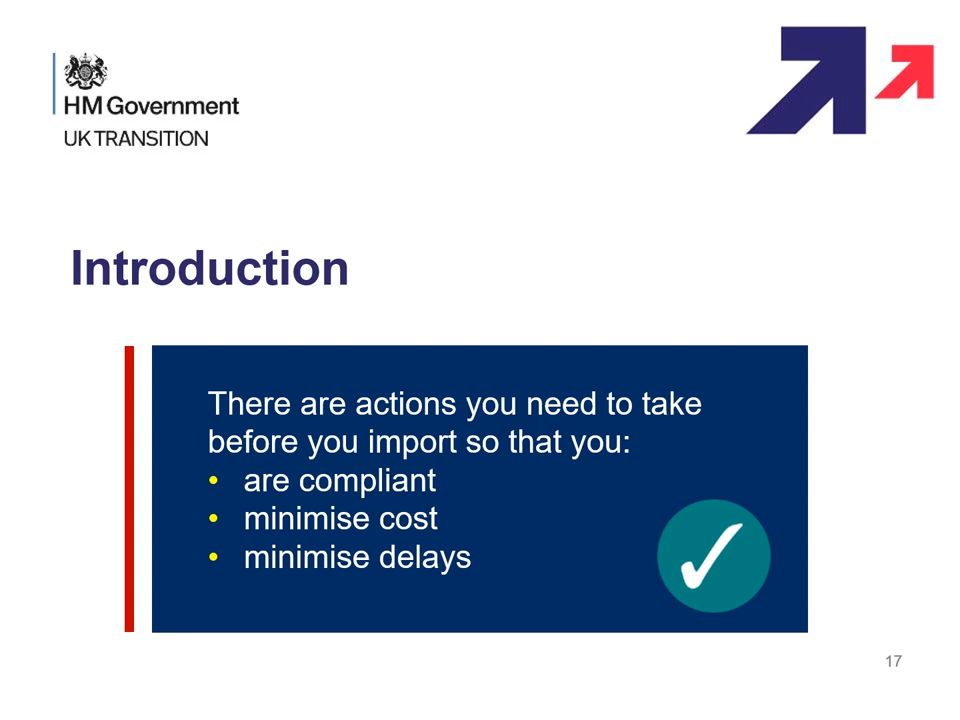 HM Government
UK TRANSITION
Introduction
There are actions you need to take
before you import so that you:
• are compliant
• minimise cost
• minimise delays
17